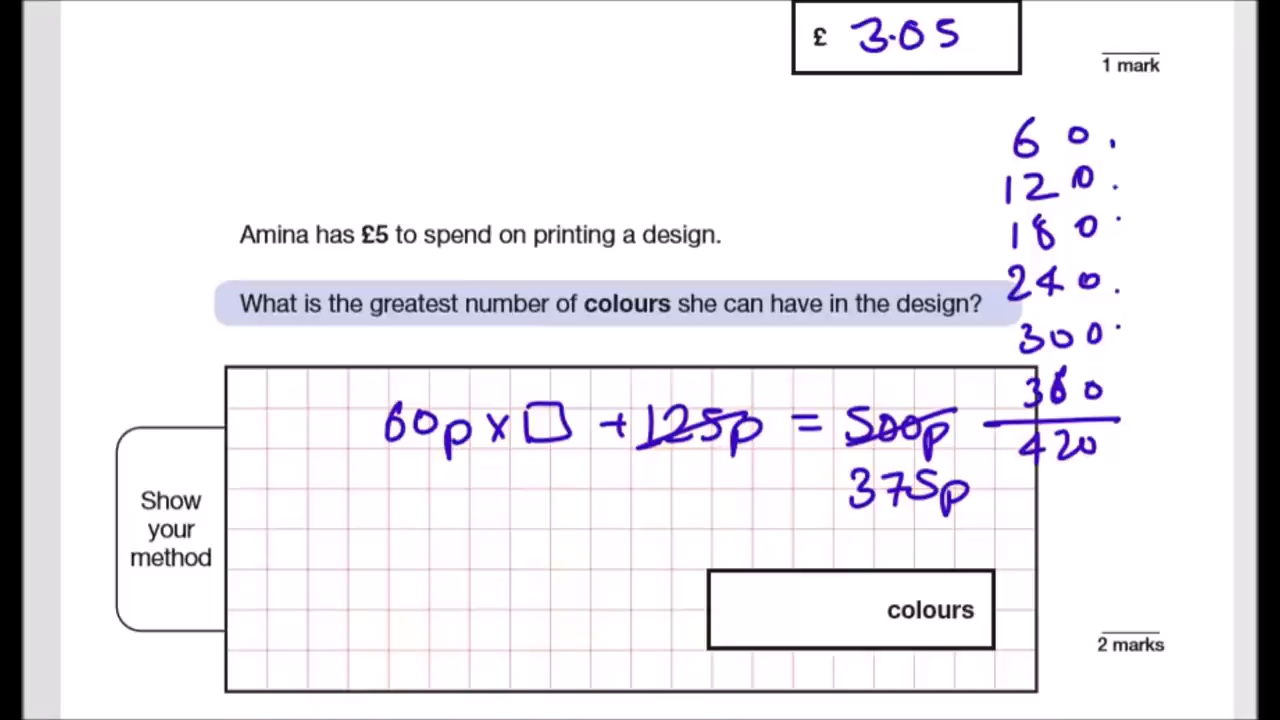 £ 3.05
1 mark
60.
120.
180.
Amina has £5 to spend on printing a design.
240.
What is the greatest number of colours she can have in the design?
300.
360
60p x □ + 125p = 500p
420
375p
Show
your
method
colours
2 marks